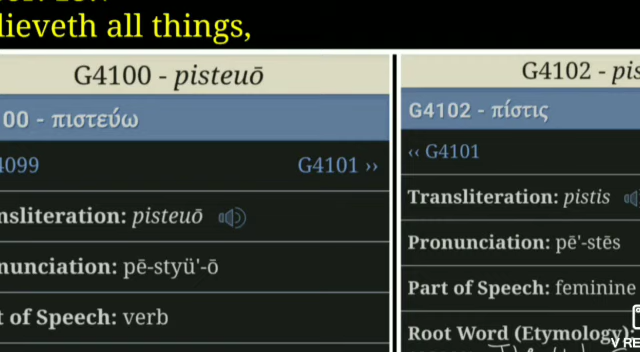 lieveth all things,
G4100 - pisteuō
00 - πιστεύω
4099
G4101 ››
nsliteration: pisteuō
nunciation: pē-styü'-ō
t of Speech: verb
G4102 - pis
G4102 - πίστις
‹‹ G4101
Transliteration: pistis
Pronunciation: pē'-stēs
Part of Speech: feminine
Root Word (Etymology):
V RE